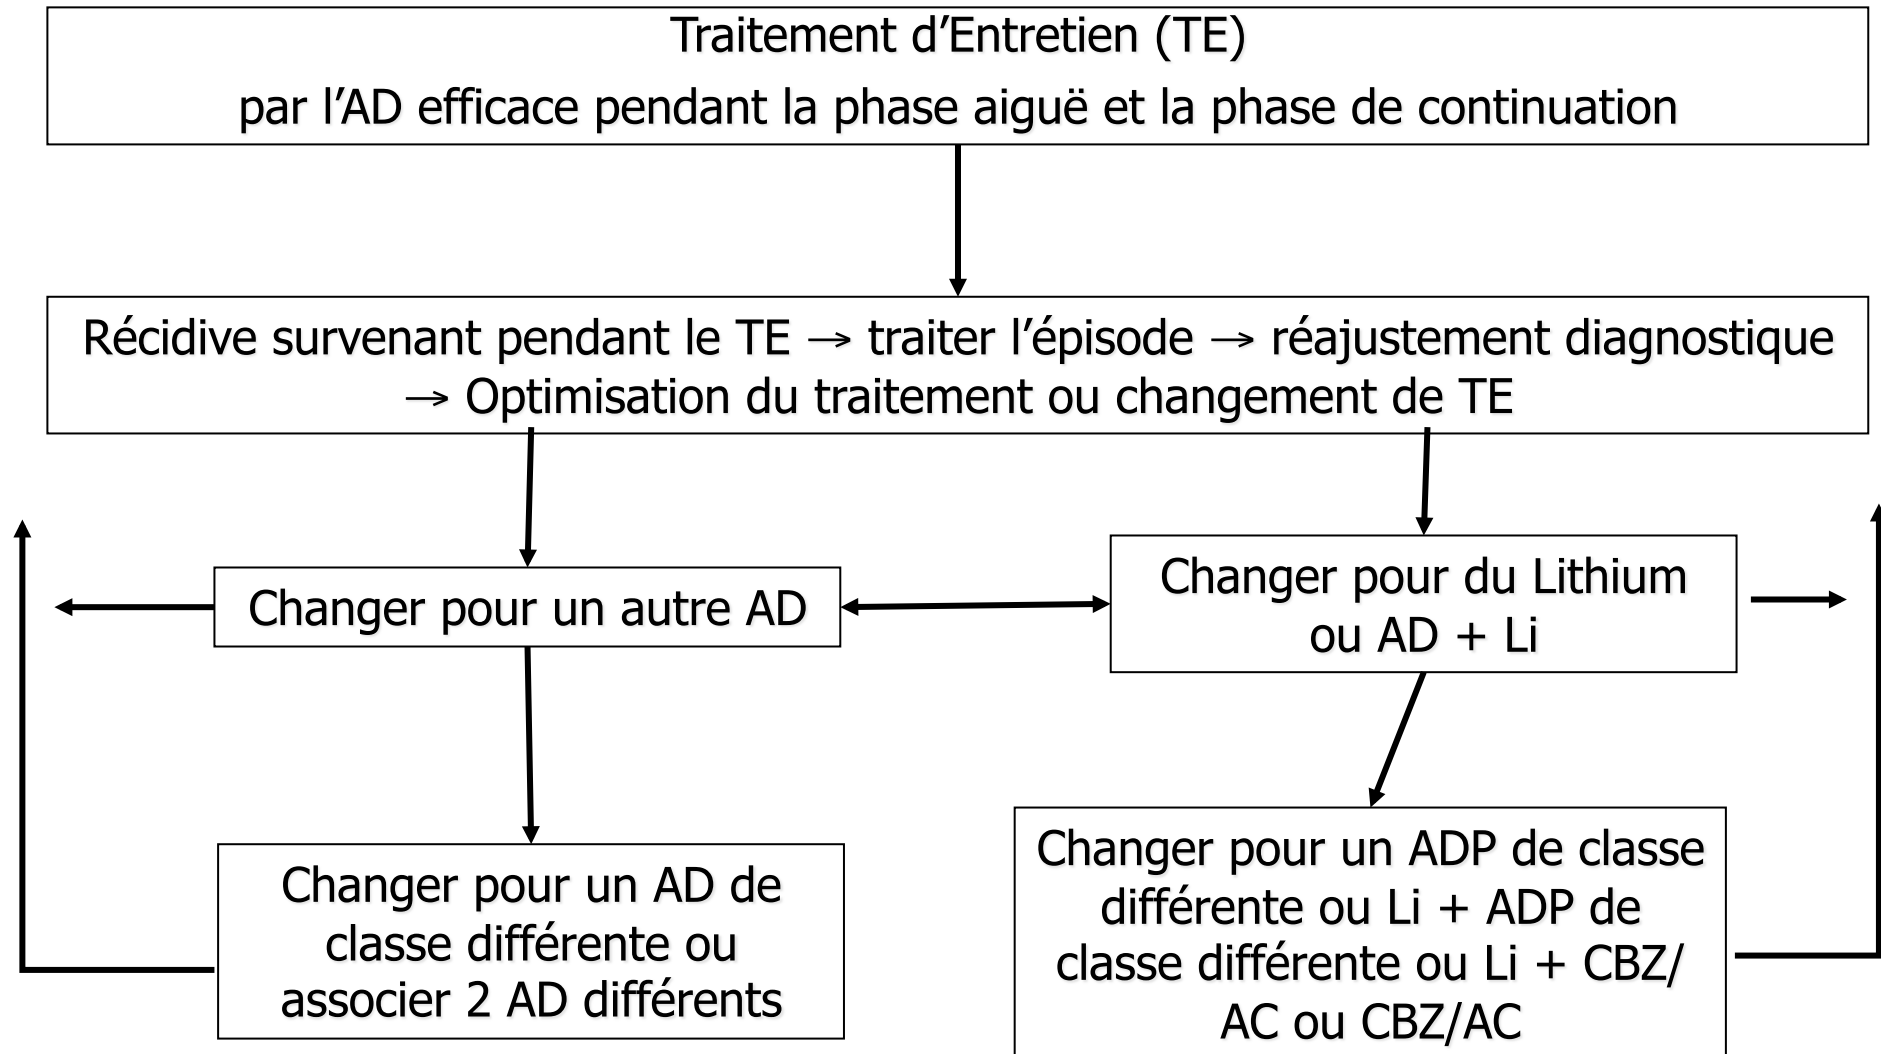 Traitement d’Entretien (TE)
par l’AD efficace pendant la phase aiguë et la phase de continuation
Récidive survenant pendant le TE → traiter l’épisode → réajustement diagnostique
→ Optimisation du traitement ou changement de TE
Changer pour un autre AD
Changer pour du Lithium
ou AD + Li
Changer pour un AD de
classe différente ou
associer 2 AD différents
Changer pour un ADP de classe
différente ou Li + ADP de
classe différente ou Li + CBZ/
AC ou CBZ/AC